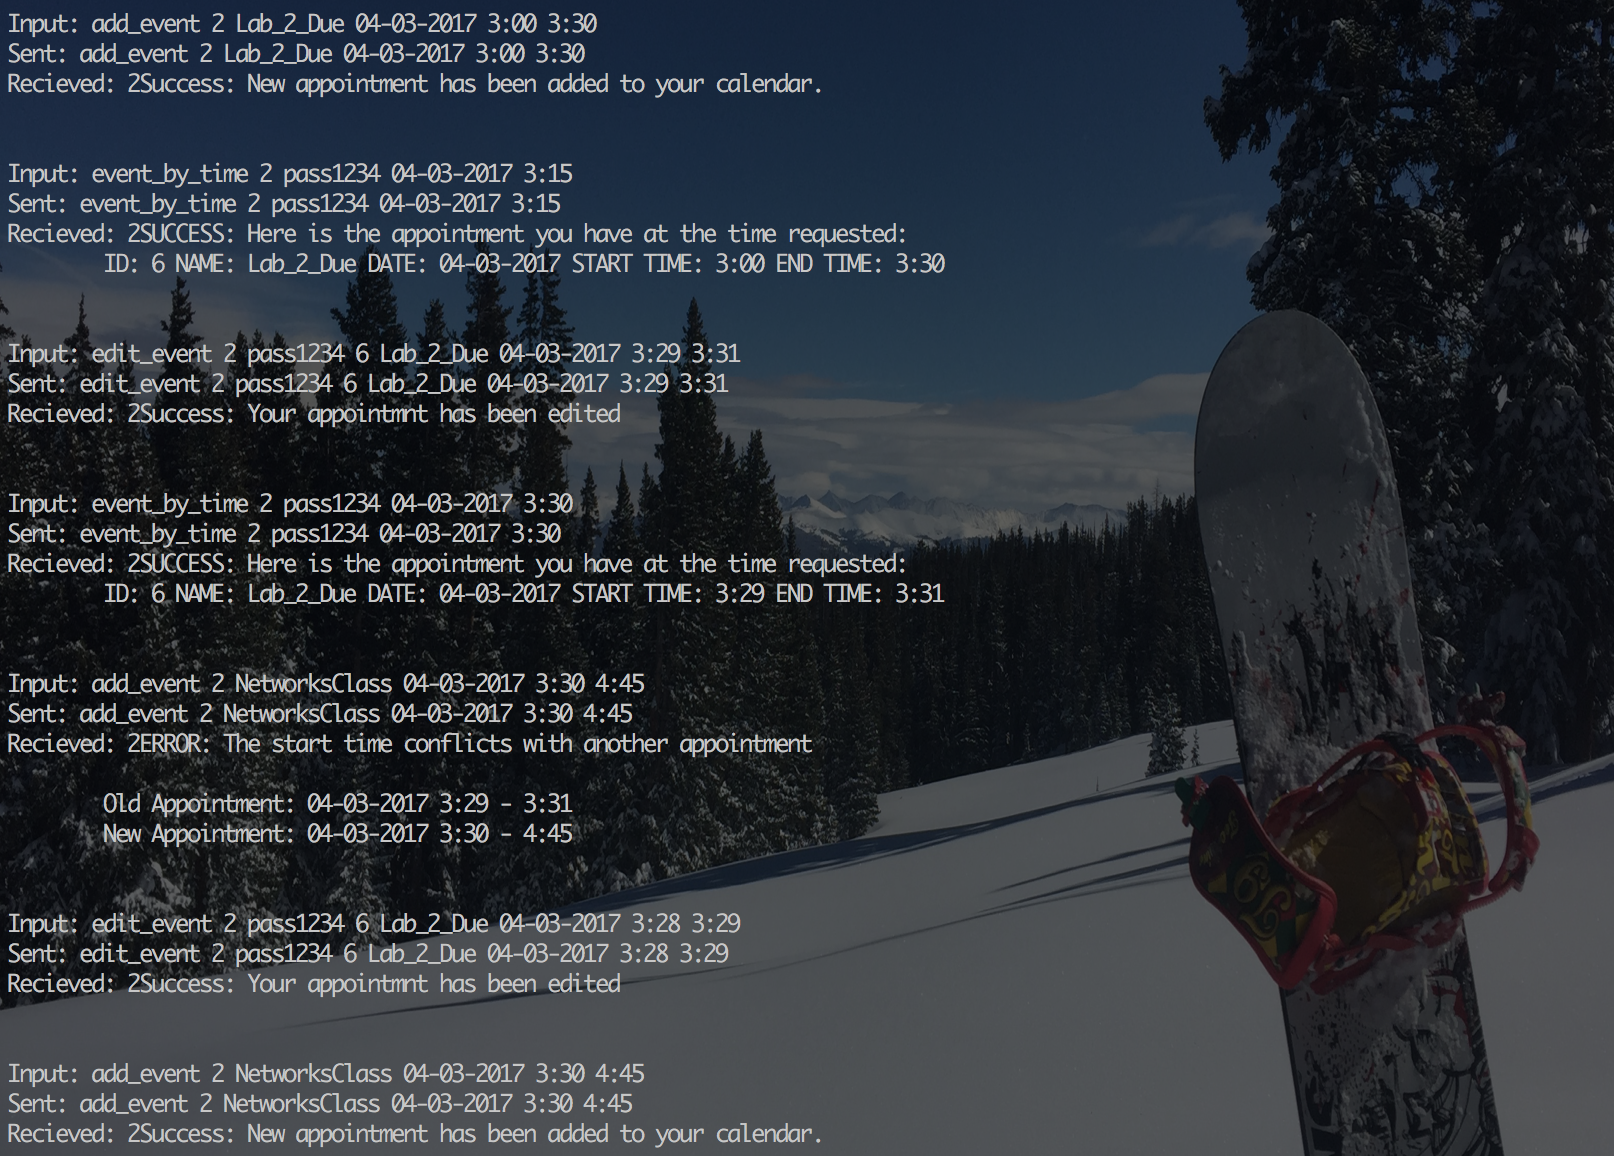 Input: add_event 2 Lab_2_Due 04-03-2017 3:00 3:30
Sent: add_event 2 Lab_2_Due 04-03-2017 3:00 3:30
Recieved: 2Success: New appointment has been added to your calendar.
Input: event_by_time 2 pass1234 04-03-2017 3:15
Sent: event_by_time 2 pass1234 04-03-2017 3:15
Recieved: 2SUCCESS: Here is the appointment you have at the time requested:
ID: 6 NAME: Lab_2_Due DATE: 04-03-2017 START TIME: 3:00 END TIME: 3:30
Input: edit_event 2 pass1234 6 Lab_2_Due 04-03-2017 3:29 3:31
Sent: edit_event 2 pass1234 6 Lab_2_Due 04-03-2017 3:29 3:31
Recieved: 2Success: Your appointmnt has been edited
Input: event_by_time 2 pass1234 04-03-2017 3:30
Sent: event_by_time 2 pass1234 04-03-2017 3:30
Recieved: 2SUCCESS: Here is the appointment you have at the time requested:
ID: 6 NAME: Lab_2_Due DATE: 04-03-2017 START TIME: 3:29 END TIME: 3:31
Input: add_event 2 NetworksClass 04-03-2017 3:30 4:45
Sent: add_event 2 NetworksClass 04-03-2017 3:30 4:45
Recieved: 2ERROR: The start time conflicts with another appointment
Old Appointment: 04-03-2017 3:29 - 3:31
New Appointment: 04-03-2017 3:30 - 4:45
Input: edit_event 2 pass1234 6 Lab_2_Due 04-03-2017 3:28 3:29
Sent: edit_event 2 pass1234 6 Lab_2_Due 04-03-2017 3:28 3:29
Recieved: 2Success: Your appointmnt has been edited
Input: add_event 2 NetworksClass 04-03-2017 3:30 4:45
Sent: add_event 2 NetworksClass 04-03-2017 3:30 4:45
Recieved: 2Success: New appointment has been added to your calendar.